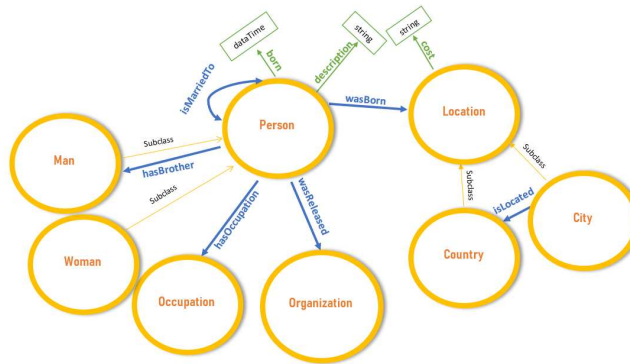 dataTime
string
string
born
description
cost
isMarriedTo
Person
wasBorn
Location
Subclass
Man
hasBrother
Subclass
Subclass
Subclass
wasReleased
hasOccupation
isLocated
City
Woman
Country
Occupation
Organization